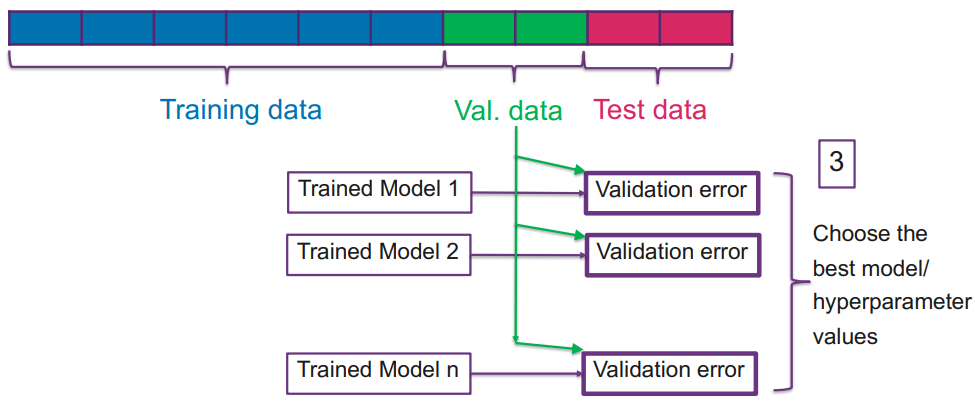 Training data
Val. data
Test data
3
Trained Model 1
Validation error
Trained Model 2
Validation error
Choose the
best model/
hyperparameter
values
Trained Model n
Validation error